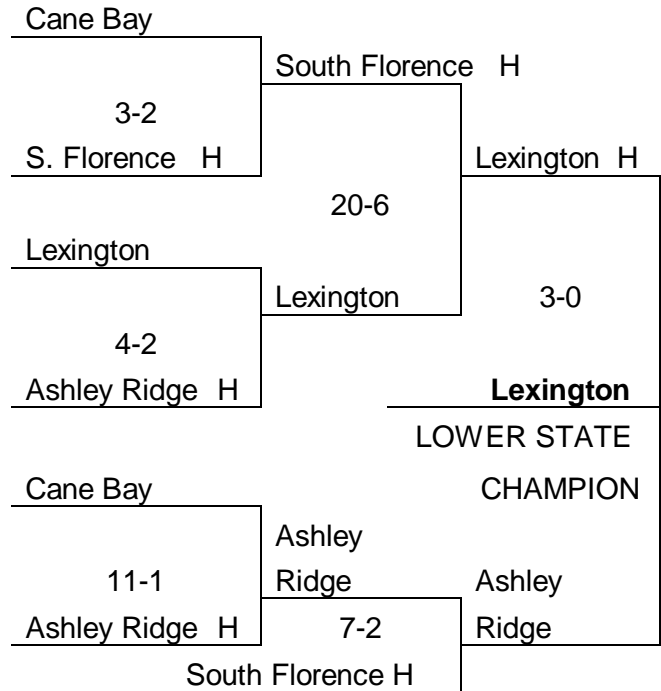 Cane Bay
South Florence H
3-2
S. Florence H
Lexington H
20-6
Lexington
Lexington
3-0
4-2
Ashley Ridge H
Lexington
LOWER STATE
Cane Bay
CHAMPION
Ashley
11-1
Ridge
Ashley
Ashley Ridge H
7-2
Ridge
South Florence H